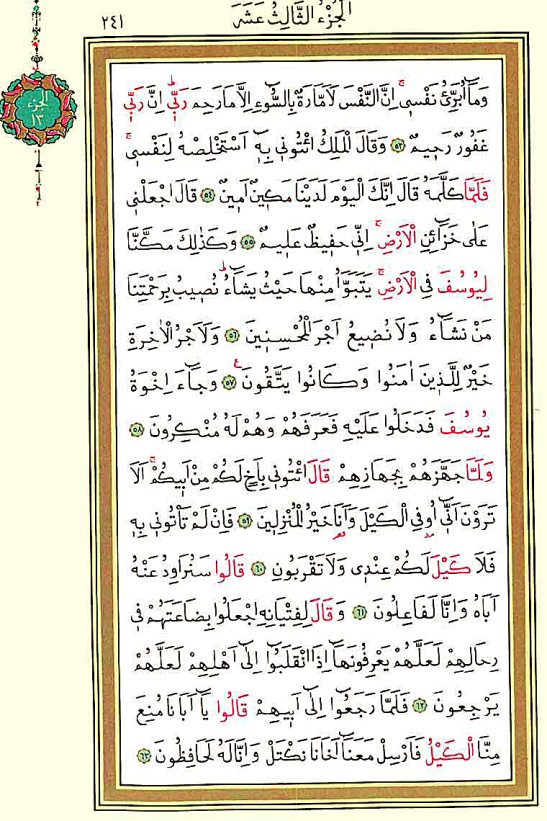 ٢٤١
اَلْجُزْءُ الثَّالِثُ عَشَرَ
اَلْجُزْءُ
١٣
وَمَٓا اُبَرِّئُ نَفْسٖيۚ اِنَّ النَّفْسَ لَاَمَّارَةٌ بِالسُّٓوءِ اِلَّا مَا رَحِمَ رَبّٖيؕ اِنَّ رَبّٖي
غَفُورٌ رَحٖيمٌ ﴿٥٣﴾ وَقَالَ الْمَلِكُ ائْتُونٖي بِهٖٓ اَسْتَخْلِصْهُ لِنَفْسٖيۚ
فَلَمَّا كَلَّمَهُ قَالَ اِنَّكَ الْيَوْمَ لَدَيْنَا مَكٖينٌ اَمٖينٌ ﴿٥٤﴾ قَالَ اجْعَلْنٖي
عَلٰى خَزَٓائِنِ الْاَرْضِۚ اِنّٖي حَفٖيظٌ عَلٖيمٌ ﴿٥٥﴾ وَكَذٰلِكَ مَكَّنَّا
لِيُوسُفَ فِي الْاَرْضِۚ يَتَبَوَّاُ مِنْهَا حَيْثُ يَشَٓاءُؕ نُصٖيبُ بِرَحْمَتِنَا
مَنْ نَشَٓاءُ وَلَا نُضٖيعُ اَجْرَ الْمُحْسِنٖينَ ﴿٥٦﴾ وَلَاَجْرُ الْاٰخِرَةِ
خَيْرٌ لِلَّذٖينَ اٰمَنُوا وَكَانُوا يَتَّقُونَ ﴿٥٧﴾ وَجَٓاءَ اِخْوَةُ
يُوسُفَ فَدَخَلُوا عَلَيْهِ فَعَرَفَهُمْ وَهُمْ لَهُ مُنْكِرُونَ ﴿٥٨﴾
وَلَمَّا جَهَّزَهُمْ بِجَهَازِهِمْ قَالَ ائْتُونٖي بِاَخٍ لَكُمْ مِنْ اَبٖيكُمْۚ اَلَا
تَرَوْنَ اَنّٖٓي اُوفِي الْكَيْلَ وَاَنَا خَيْرُ الْمُنْزِلٖينَ ﴿٥٩﴾ فَاِنْ لَمْ تَأْتُونٖي بِهٖ
فَلَا كَيْلَ لَكُمْ عِنْدٖي وَلَا تَقْرَبُونِ ﴿٦٠﴾ قَالُوا سَنُرَاوِدُ عَنْهُ
اَبَاهُ وَاِنَّا لَفَاعِلُونَ ﴿٦١﴾ وَقَالَ لِفِتْيَانِهِ اجْعَلُوا بِضَاعَتَهُمْ فٖي
رِحَالِهِمْ لَعَلَّهُمْ يَعْرِفُونَهَٓا اِذَا انْقَلَبُٓوا اِلٰٓى اَهْلِهِمْ لَعَلَّهُمْ
يَرْجِعُونَ ﴿٦٢﴾ فَلَمَّا رَجَعُٓوا اِلٰٓى اَبٖيهِمْ قَالُوا يَٓا اَبَانَا مُنِعَ
مِنَّا الْكَيْلُ فَاَرْسِلْ مَعَنَٓا اَخَانَا نَكْتَلْ وَاِنَّا لَهُ لَحَافِظُونَ ﴿٦٣﴾